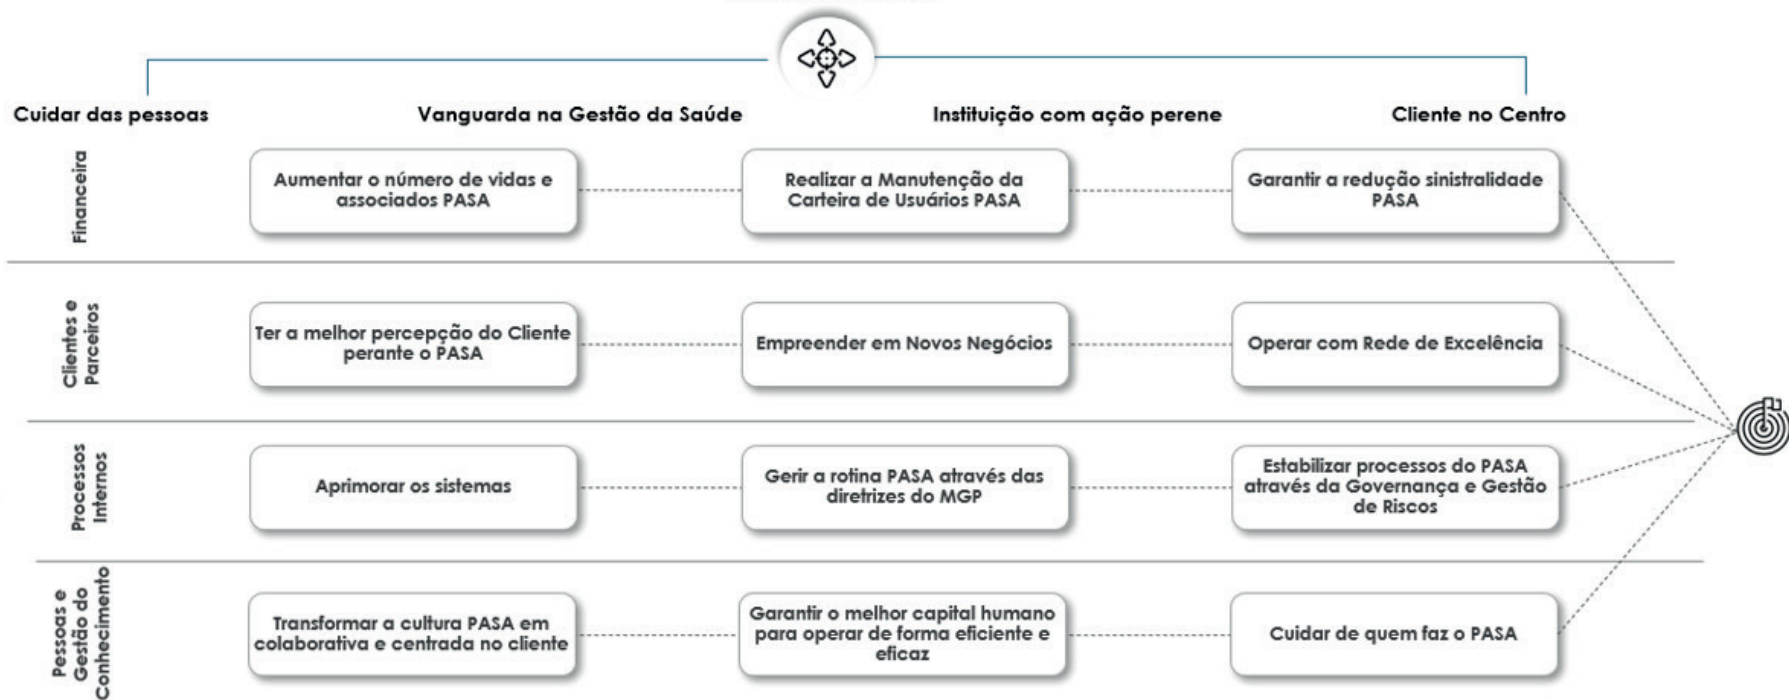 Cuidar das pessoas
Vanguarda na Gestão da Saúde
Instituição com ação perene
Cliente no Centro
Financeira
Aumentar o número de vidas e
associados PASA
Realizar a Manutenção da
Carteira de Usuários PASA
Garantir a redução sinistralidade
PASA
Clientes e
Parceiros
Ter a melhor percepção do Cliente
perante o PASA
Empreender em Novos Negócios
Operar com Rede de Excelência
Processos
Internos
Aprimorar os sistemas
Gerir a rotina PASA através das
diretrizes do MGP
Estabilizar processos do PASA
através da Governança e Gestão
de Riscos
Pessoas e
Gestão do
Conhecimento
Transformar a cultura PASA em
colaborativa e centrada no cliente
Garantir o melhor capital humano
para operar de forma eficiente e
eficaz
Cuidar de quem faz o PASA